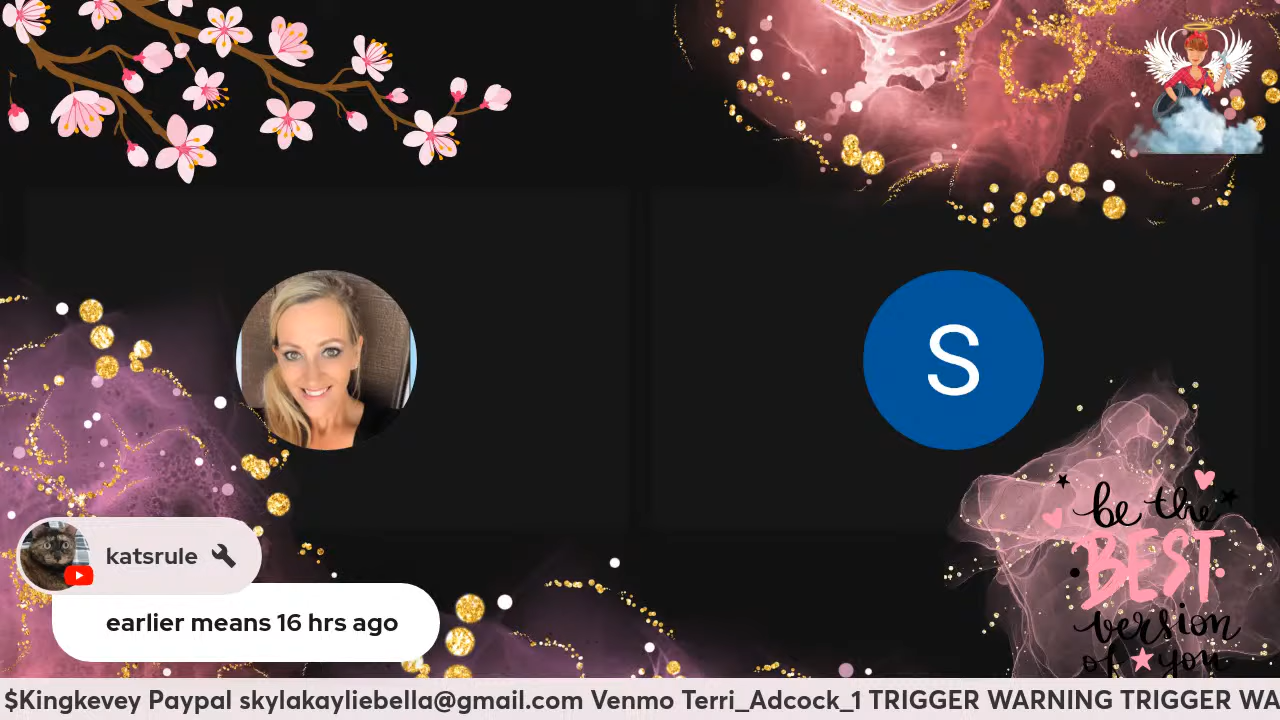 S
be the
BEST
version
of you
katsrule
earlier means 16 hrs ago
$Kingkevey Paypal skylakayliebella@gmail.com Venmo Terri_Adcock_1 TRIGGER WARNING TRIGGER WA